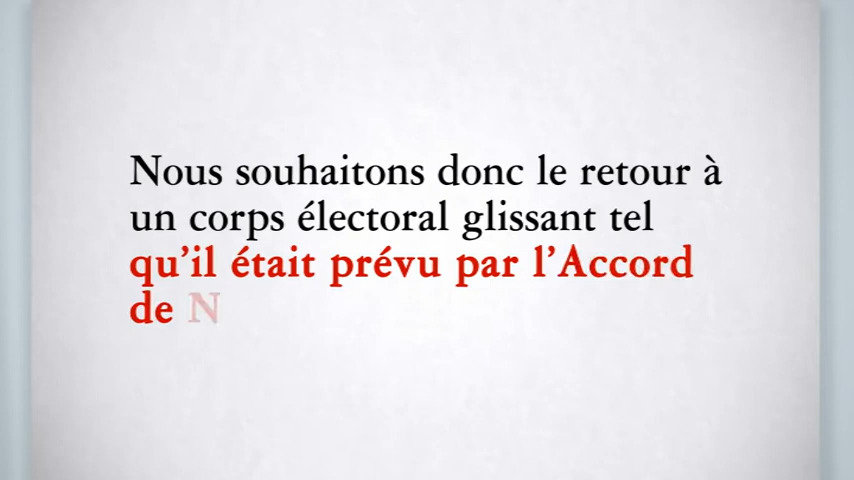 Nous souhaitons donc le retour à
un corps électoral glissant tel
qu’il était prévu par l’Accord
de N